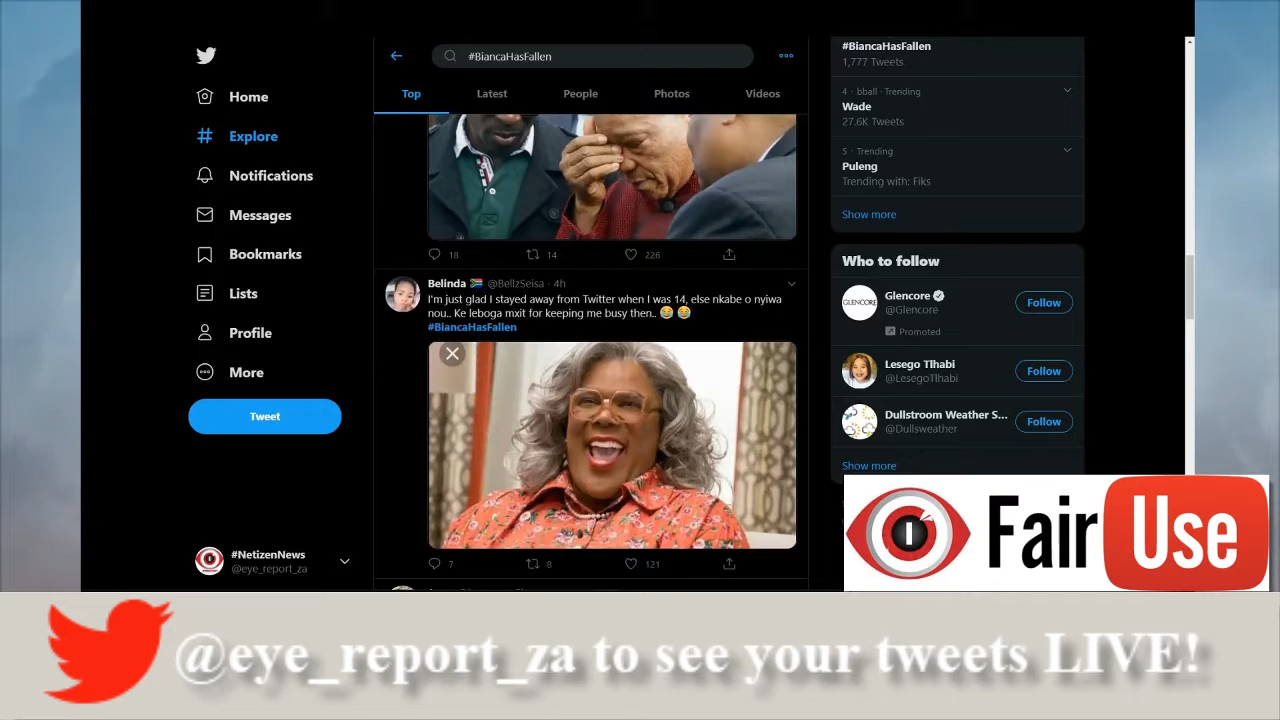 #BiancaHasFallen
Home
Explore
Notifications
Messages
Bookmarks
Lists
Profile
More
Tweet
#NetizenNews
@eye_report_za
Top
Latest
People
Photos
Videos
18
14
226
Belinda 🇿🇦 @BellzSeisa · 4h
I'm just glad I stayed away from Twitter when I was 14, else nkabe o nyiwa
nou.. Ke leboga mxit for keeping me busy then.. 😂 😂
#BiancaHasFallen
7
8
121
#BiancaHasFallen
1,777 Tweets
4 · bball · Trending
Wade
27.6K Tweets
5 · Trending
Puleng
Trending with: Fiks
Show more
Who to follow
Glencore
@Glencore
Follow
GLENCORE
Promoted
Lesego Tlhabi
@LesegoTlhabi
Follow
Dullstroom Weather S...
@Dullsweather
Follow
Show more
Fair Use
@eye_report_za to see your tweets LIVE!